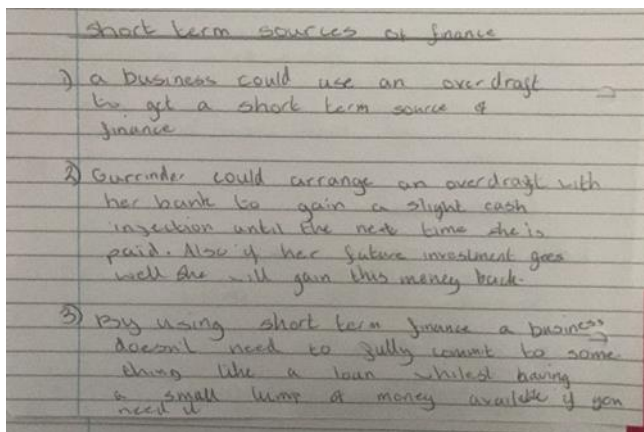 short term sources of finance
1) a business could use an overdraft
to get a short term source of
finance
2) Gurrinder could arrange an overdraft with
her bank to gain a slight cash
injection until the next time she is
paid. Also if her future investment goes
well she will gain this money back.
3) By using short term finance a business
doesn't need to fully commit to some
thing like a loan whilest having
a small lump of money available if you
need it